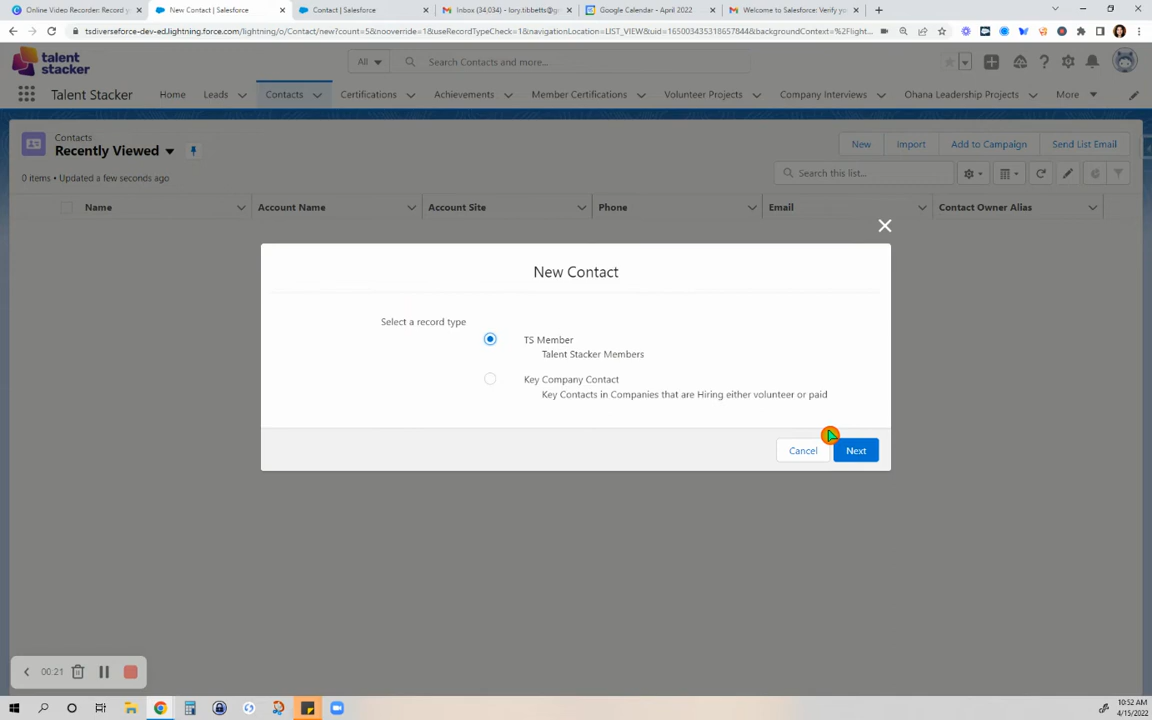 Online Video Recorder: Record y
New Contact | Salesforce
Contact | Salesforce
Inbox (34,034) - lory.tibbetts@g
Google Calendar - April 2022
Welcome to Salesforce: Verify yo
tsdiverseforce-dev-ed.lightning.force.com/lightning/o/Contact/new?count=5&nooverride=1&useRecordTypeCheck=1&navigationLocation=LIST_VIEW&uid=165003435318657844&backgroundContext=%2Flight...
talent
stacker
All
Search Contacts and more...
Talent Stacker
Home
Leads
Contacts
Certifications
Achievements
Member Certifications
Volunteer Projects
Company Interviews
Ohana Leadership Projects
More
Contacts
Recently Viewed
New
Import
Add to Campaign
Send List Email
0 items • Updated a few seconds ago
Search this list...
Name
Account Name
Account Site
Phone
Email
Contact Owner Alias
New Contact
Select a record type
TS Member
Talent Stacker Members
Key Company Contact
Key Contacts in Companies that are Hiring either volunteer or paid
Cancel
Next
00:21
10:52 AM
4/15/2022